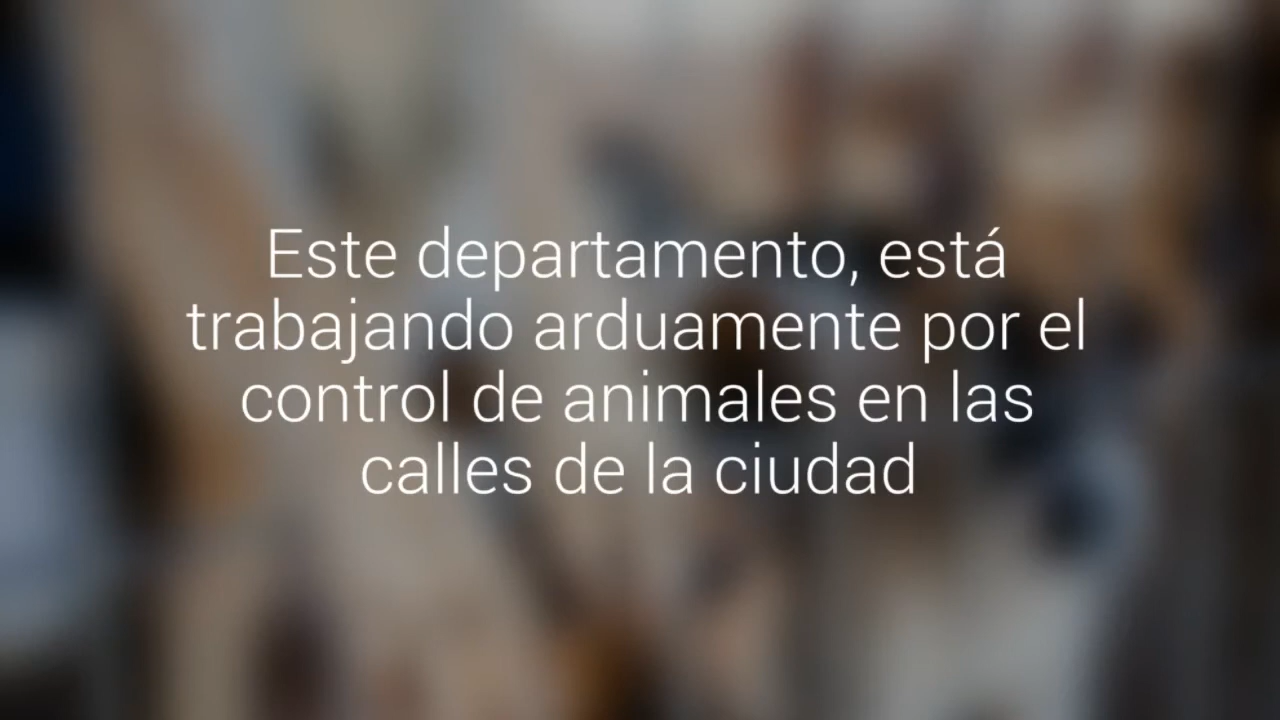 Este departamento, está
trabajando arduamente por el
control de animales en las
calles de la ciudad